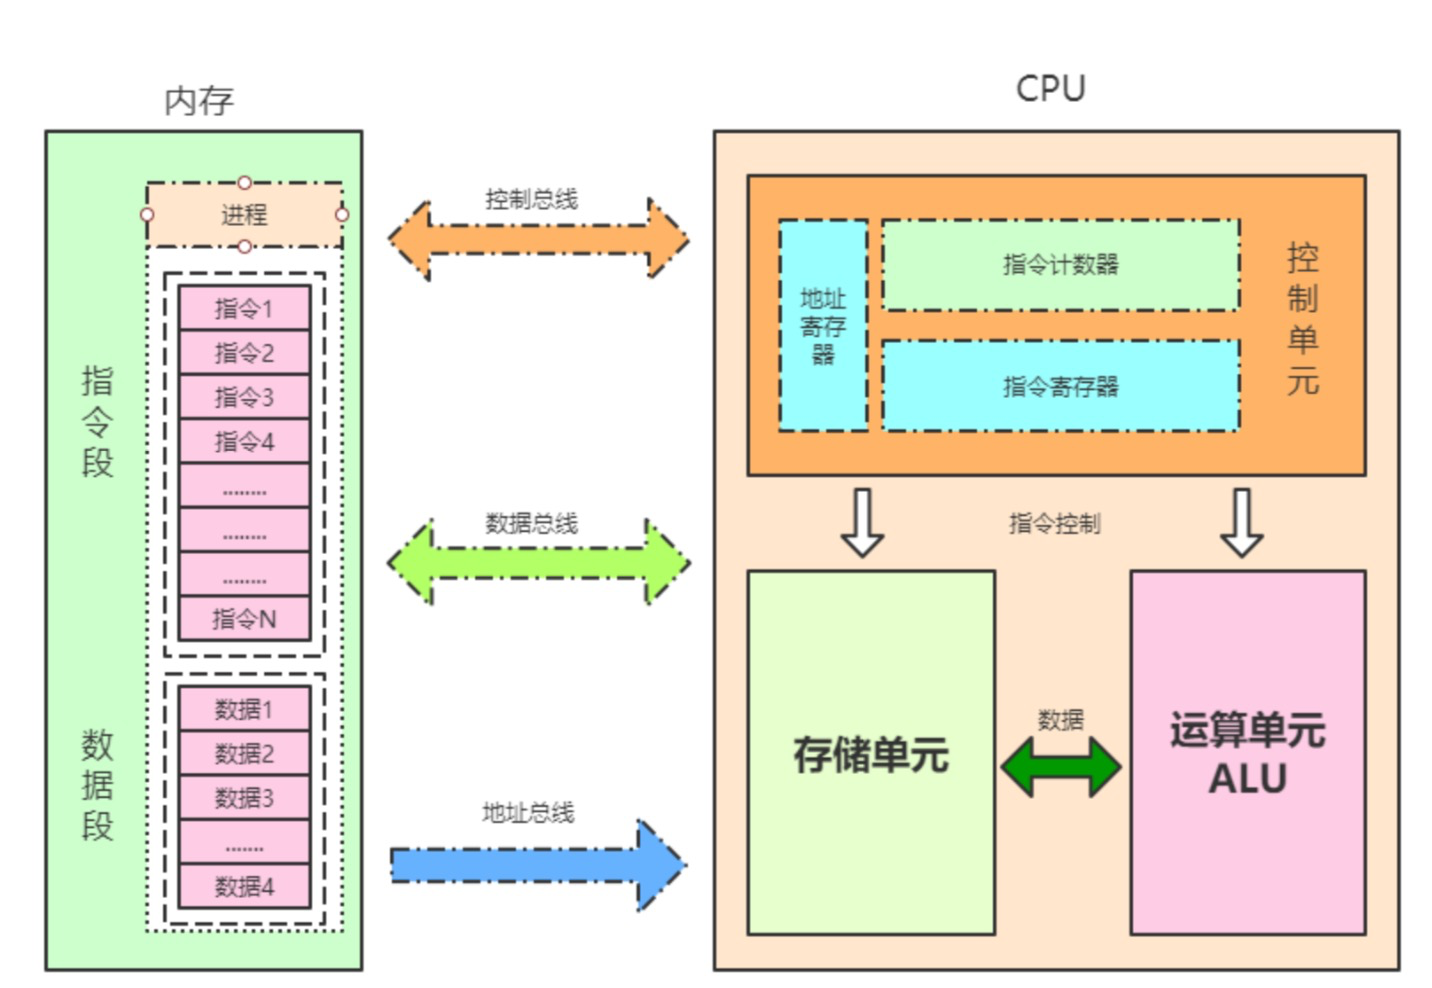 内存
CPU
进程
指令1
指令2
指令3
指令4
........
........
........
指令N
指
令
段
数据1
数据2
数据3
.......
数据4
数
据
段
控制总线
数据总线
地址总线
地址
寄存
器
指令计数器
指令寄存器
控
制
单
元
指令控制
存储单元
数据
运算单元
ALU